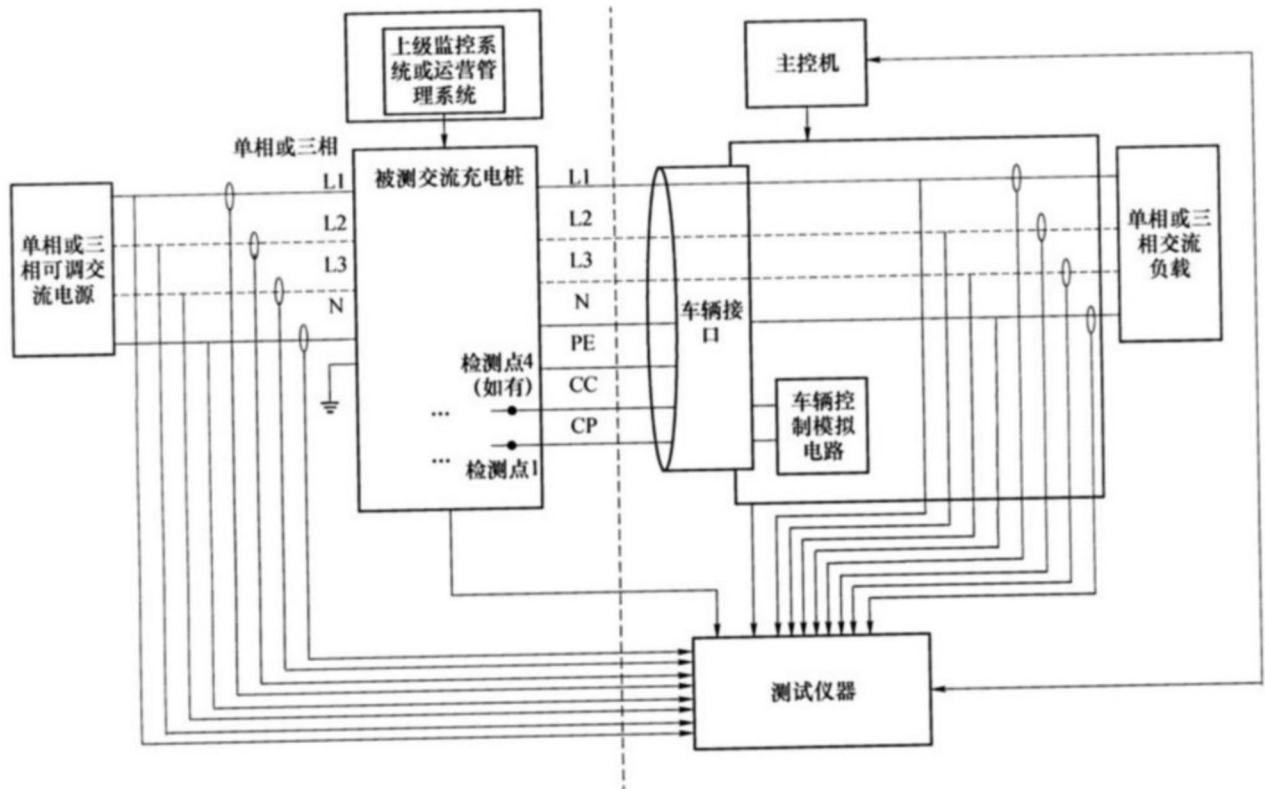 上级监控系
统或运营管
理系统
主控机
单相或三相
L1
被测交流充电桩
L1
L2
L2
单相或三
相可调交
流电源
L3
L3
N
N
单相或三
相交流
负载
车辆接
口
PE
检测点4
(如有)
CC
...
CP
...
检测点1
车辆控
制模拟
电路
测试仪器